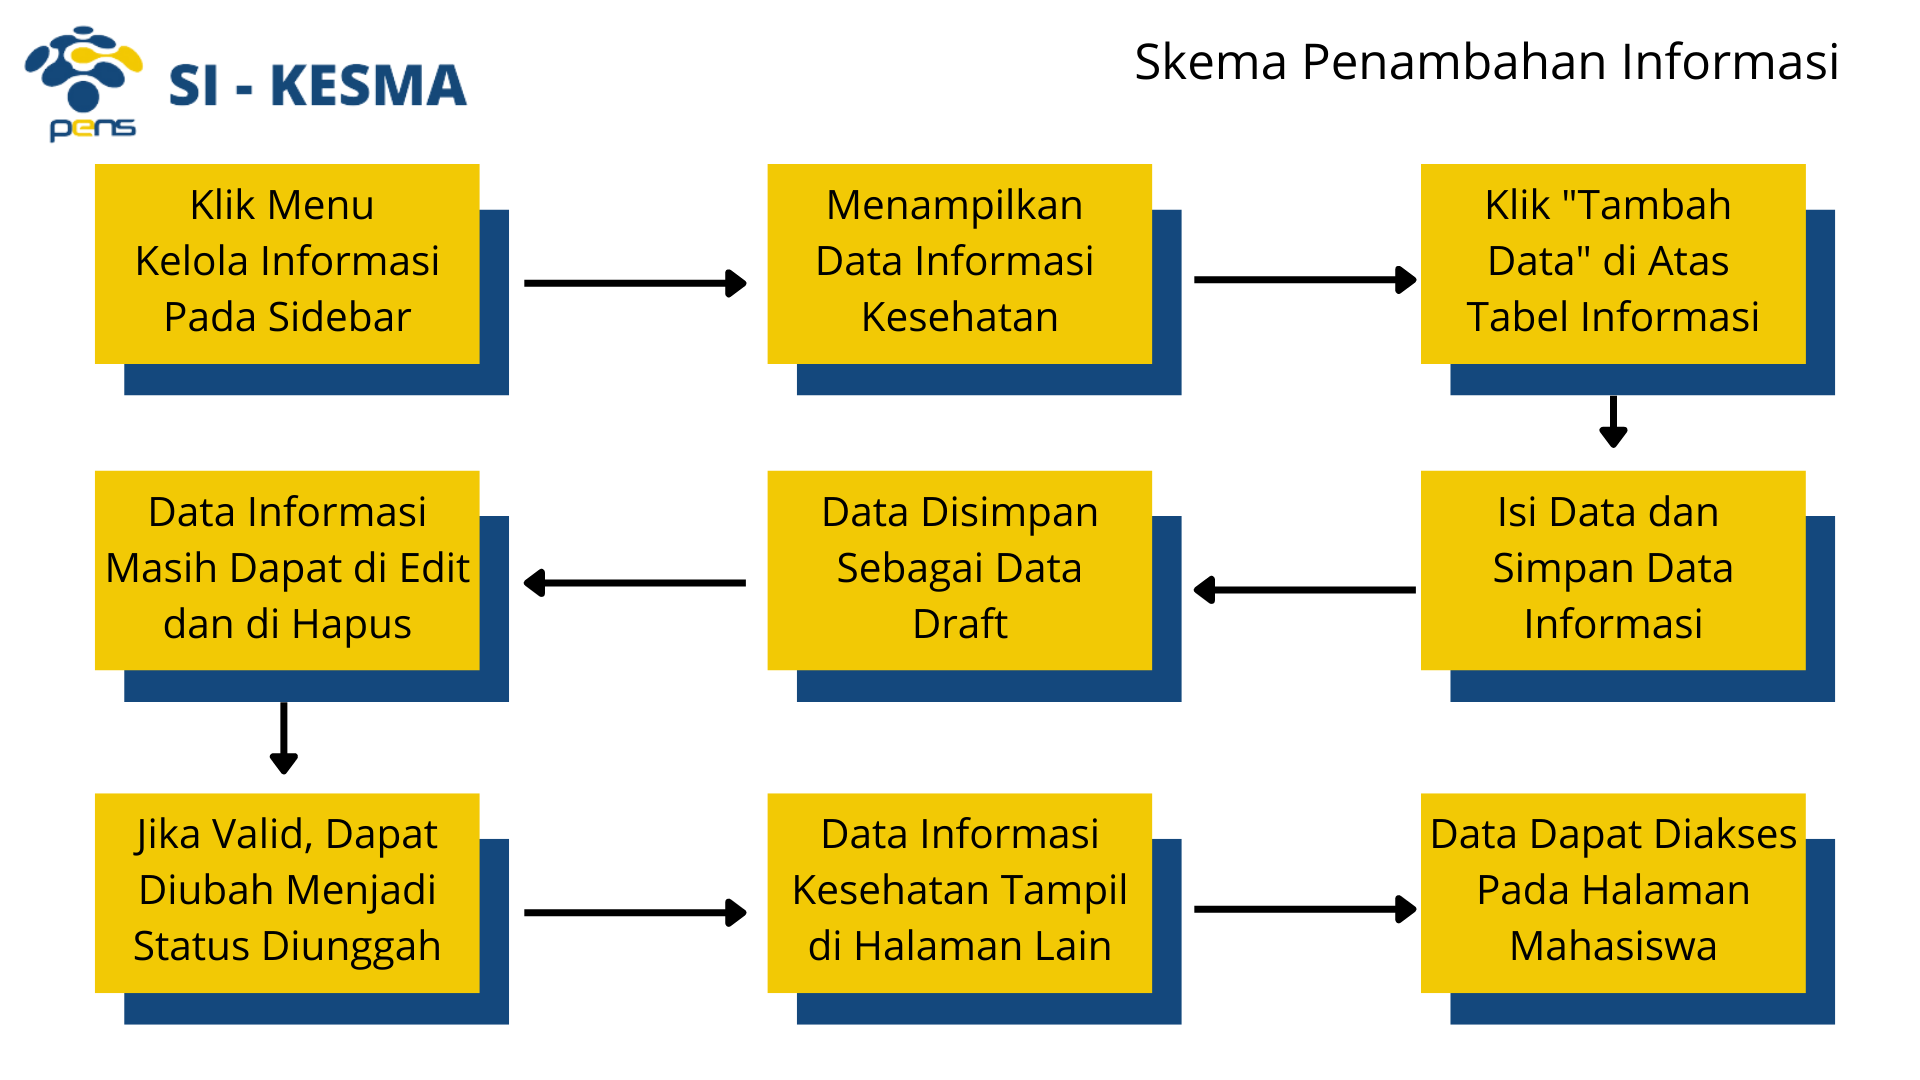 pens
SI - KESMA
Skema Penambahan Informasi
Klik Menu
Kelola Informasi
Pada Sidebar
Menampilkan
Data Informasi
Kesehatan
Klik "Tambah
Data" di Atas
Tabel Informasi
Isi Data dan
Simpan Data
Informasi
Data Disimpan
Sebagai Data
Draft
Data Informasi
Masih Dapat di Edit
dan di Hapus
Jika Valid, Dapat
Diubah Menjadi
Status Diunggah
Data Informasi
Kesehatan Tampil
di Halaman Lain
Data Dapat Diakses
Pada Halaman
Mahasiswa